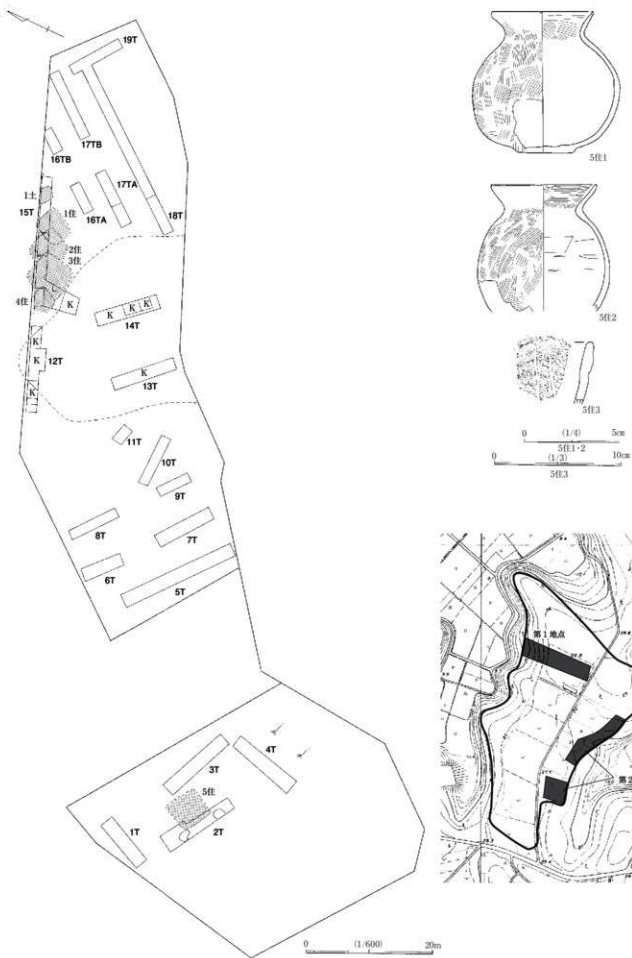 19T
17TB
16TB
17TA
1土
15T
1住
16TA
18T
2住
3住
4住
K
K
K
K
14T
K
K
12T
K
13T
K
11T
10T
9T
8T
7T
6T
5T
3T
4T
5住
1T
2T
0
(1/600)
20m
5住1
5住2
5住3
0
(1/4)
5cm
5住1・2
0
(1/3)
10cm
5住3
第1地点
第2